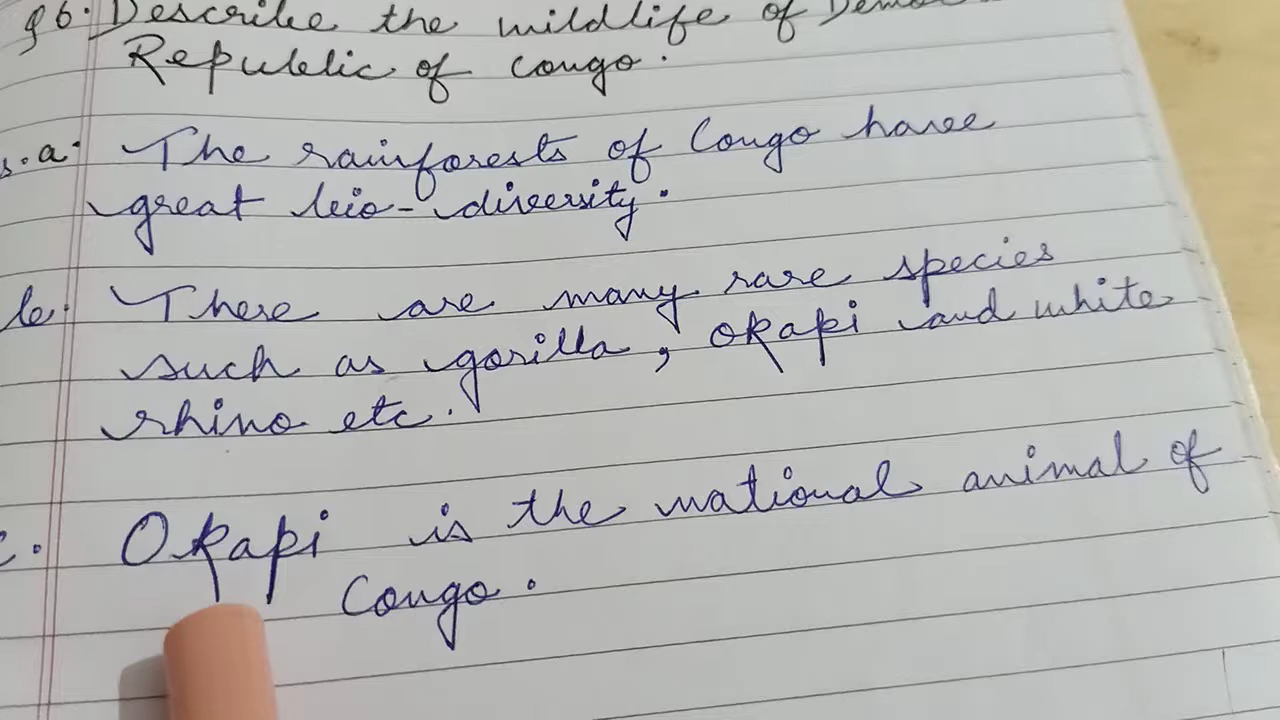 Q6. Describe the wildlife of
Republic of Congo.
a. The rainforests of Congo have
great bio-diversity.
b. There are many rare species
such as gorilla, okapi and white
rhino etc.
c. Okapi is the national animal of
Congo.